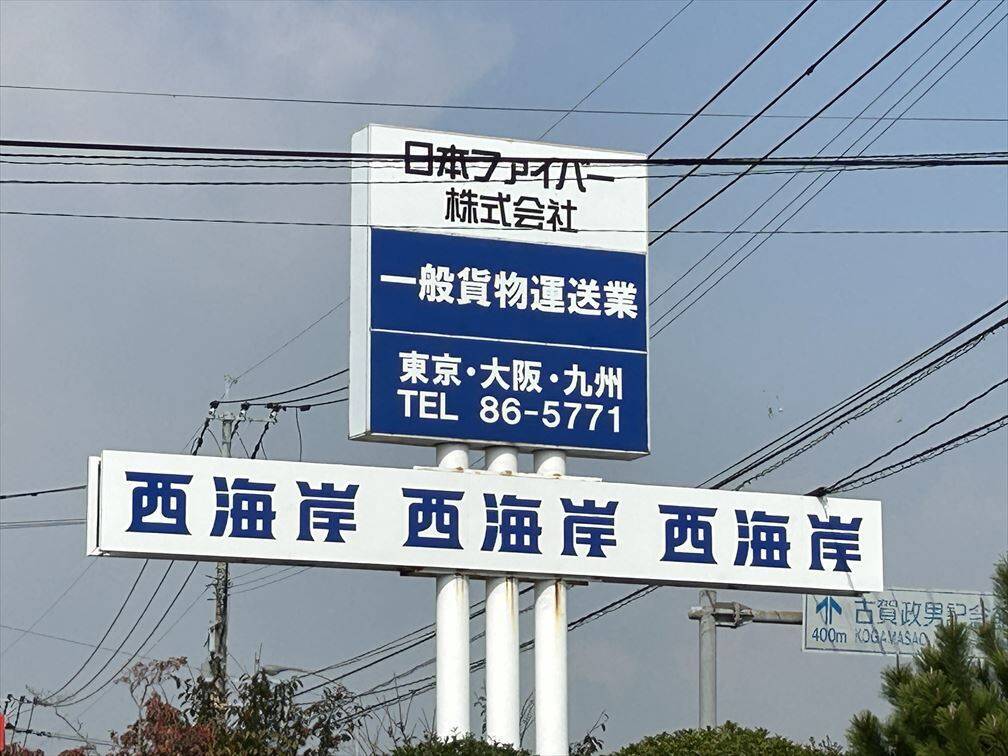 日本ファイバー
株式会社
一般貨物運送業
東京・大阪・九州
TEL 86-5771
西海岸 西海岸 西海岸
古賀政男記念
400m KOGAMASAO